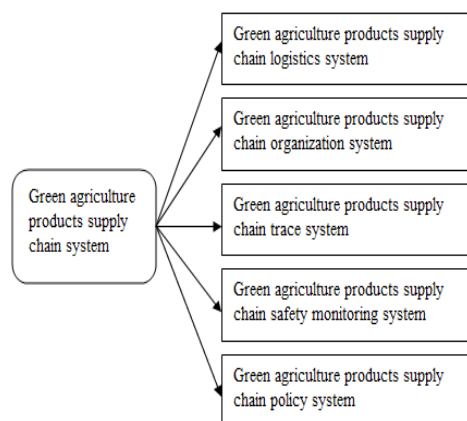 Green agriculture products supply
chain logistics system
Green agriculture products supply
chain organization system
Green agriculture
products supply
chain system
Green agriculture products supply
chain trace system
Green agriculture products supply
chain safety monitoring system
Green agriculture products supply
chain policy system